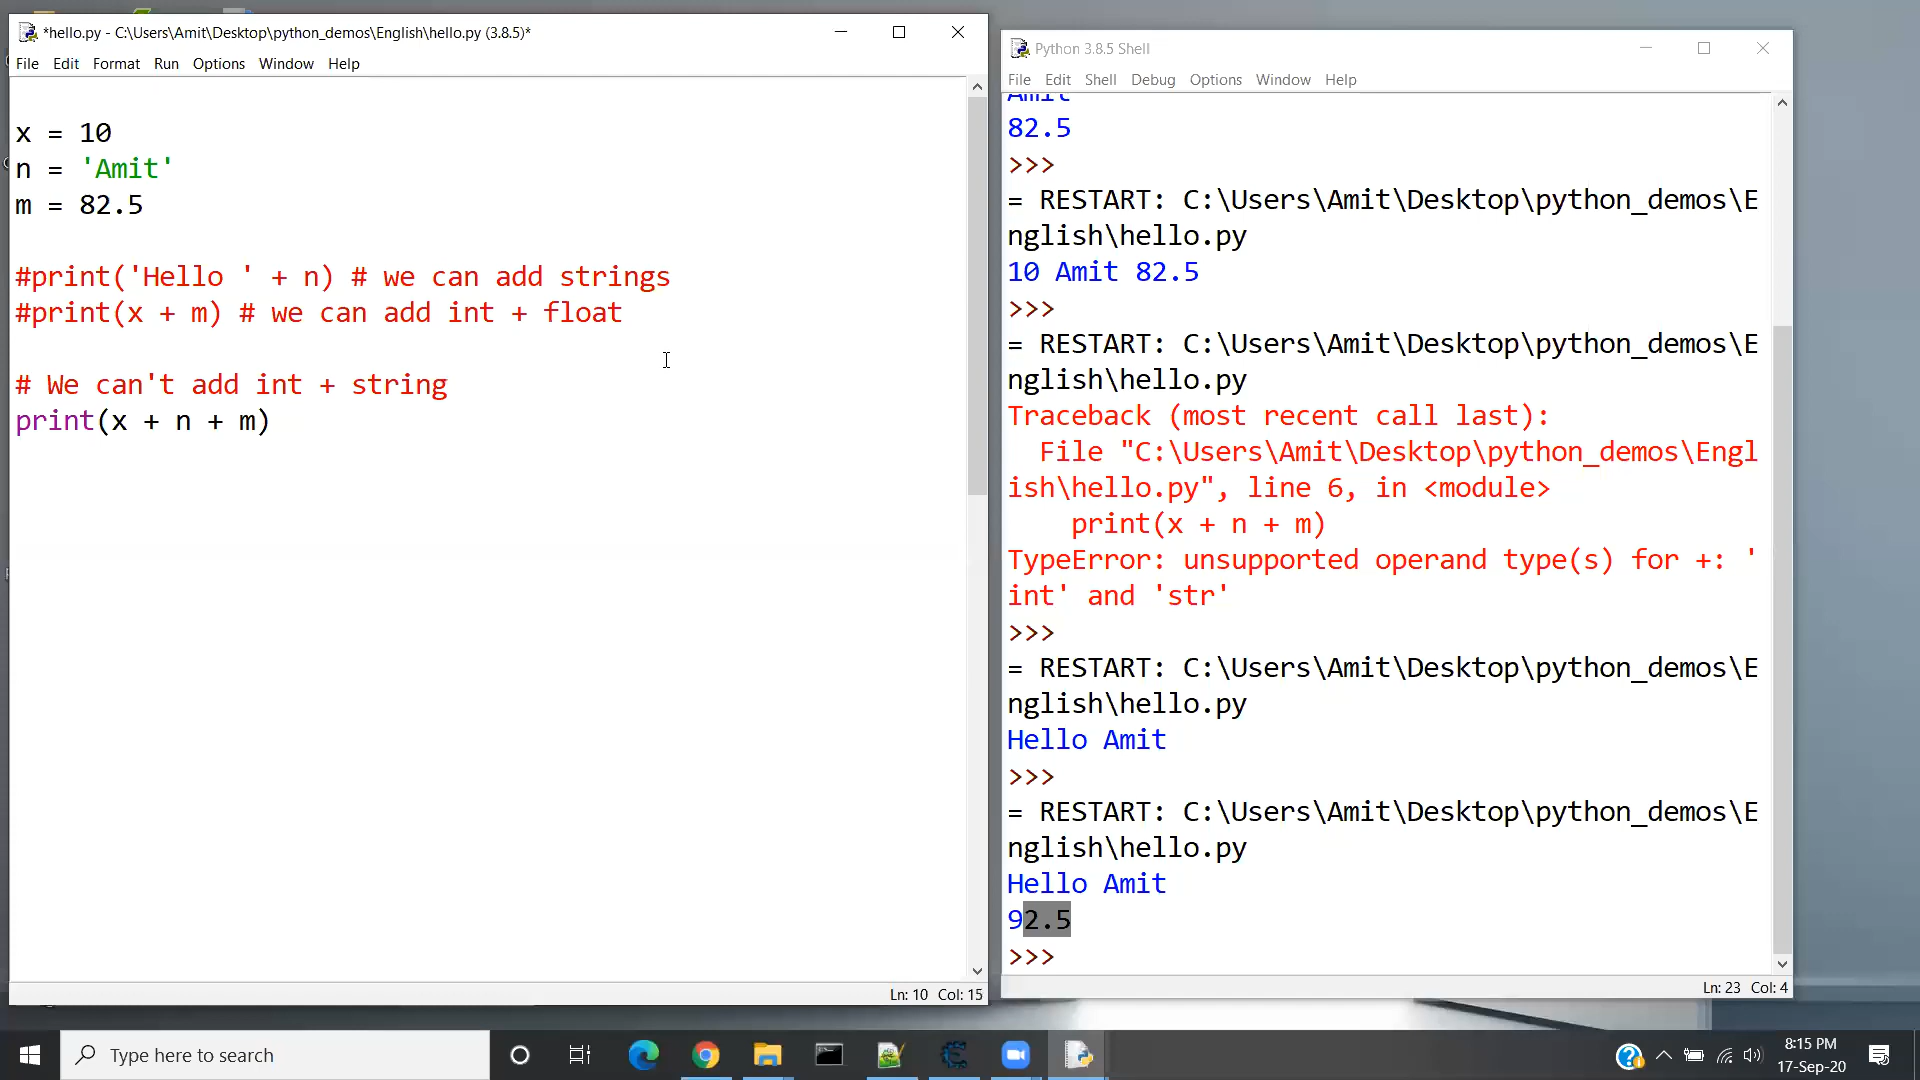 *hello.py - C:\Users\Amit\Desktop\python_demos\English\hello.py (3.8.5)*
File Edit Format Run Options Window Help
x = 10
n = 'Amit'
m = 82.5
#print('Hello ' + n) # we can add strings
#print(x + m) # we can add int + float
# We can't add int + string
print(x + n + m)
Ln: 10 Col: 15
Python 3.8.5 Shell
File Edit Shell Debug Options Window Help
Amit
82.5
>>>
= RESTART: C:\Users\Amit\Desktop\python_demos\E
nglish\hello.py
10 Amit 82.5
>>>
= RESTART: C:\Users\Amit\Desktop\python_demos\E
nglish\hello.py
Traceback (most recent call last):
  File "C:\Users\Amit\Desktop\python_demos\Engl
ish\hello.py", line 6, in <module>
    print(x + n + m)
TypeError: unsupported operand type(s) for +: '
int' and 'str'
>>>
= RESTART: C:\Users\Amit\Desktop\python_demos\E
nglish\hello.py
Hello Amit
>>>
= RESTART: C:\Users\Amit\Desktop\python_demos\E
nglish\hello.py
Hello Amit
92.5
>>>
Ln: 23 Col: 4
Type here to search
8:15 PM
17-Sep-20